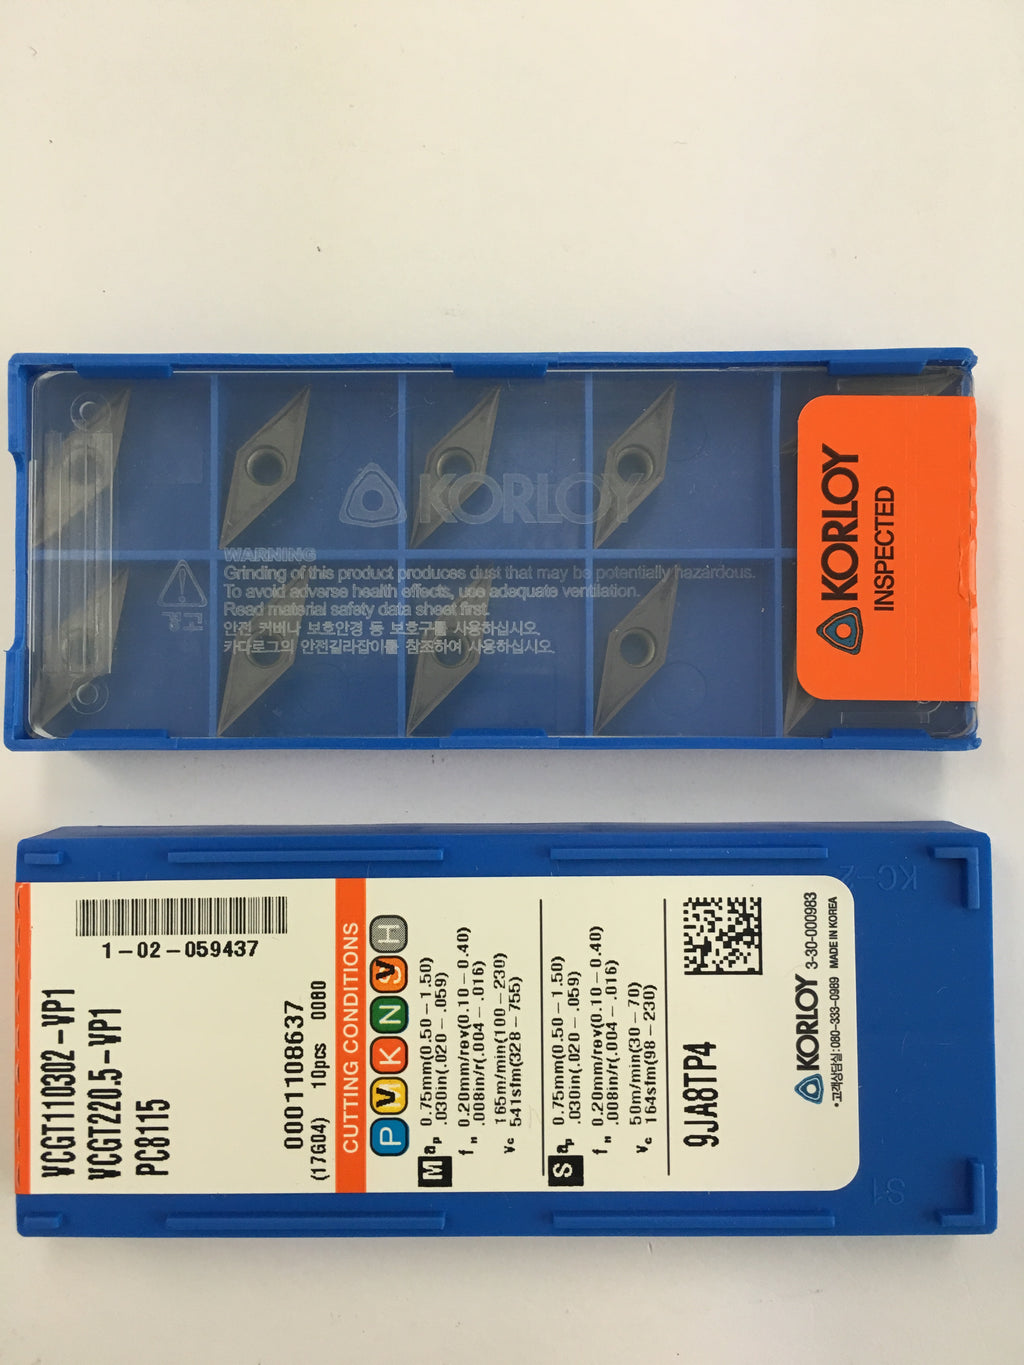 KORLOY
WARNING
Grinding of this product produces dust that may be potentially hazardous.
To avoid adverse health effects, use adequate ventilation.
Read material safety data sheet first.
안전 커버나 보호안경 등 보호구를 사용하십시오.
카다로그의 안전길라잡이를 참조하여 사용하십시오.
KORLOY
INSPECTED
1-02-059437
VCGT110302-VP1
VCGT220.5-VP1
PC8115
0001108637
(17G04) 10pcs 0080
CUTTING CONDITIONS
P M K N S H
M ap 0.75mm(0.50-1.50)
.030in(.020-.059)
fn 0.20mm/rev(0.10-0.40)
.008in/r(.004-.016)
vc 165m/min(100-230)
541sfm(328-755)
S ap 0.75mm(0.50-1.50)
.030in(.020-.059)
fn 0.20mm/rev(0.10-0.40)
.008in/r(.004-.016)
vc 50m/min(30-70)
164sfm(98-230)
9JA8TP4
KORLOY 3-30-000983
•고객상담실:080-333-0989 MADE IN KOREA
KC-2
S1